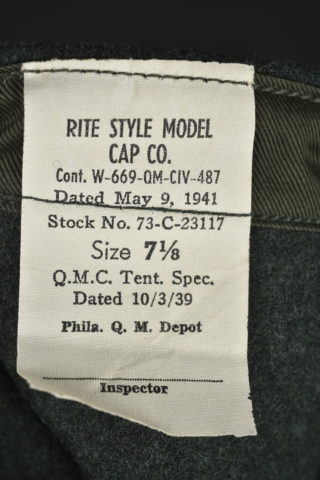 RITE STYLE MODEL
CAP CO.
Cont. W-669-QM-CIV-487
Dated May 9, 1941
Stock No. 73-C-23117
Size 7⅛
Q.M.C. Tent. Spec.
Dated 10/3/39
Phila. Q. M. Depot
Inspector